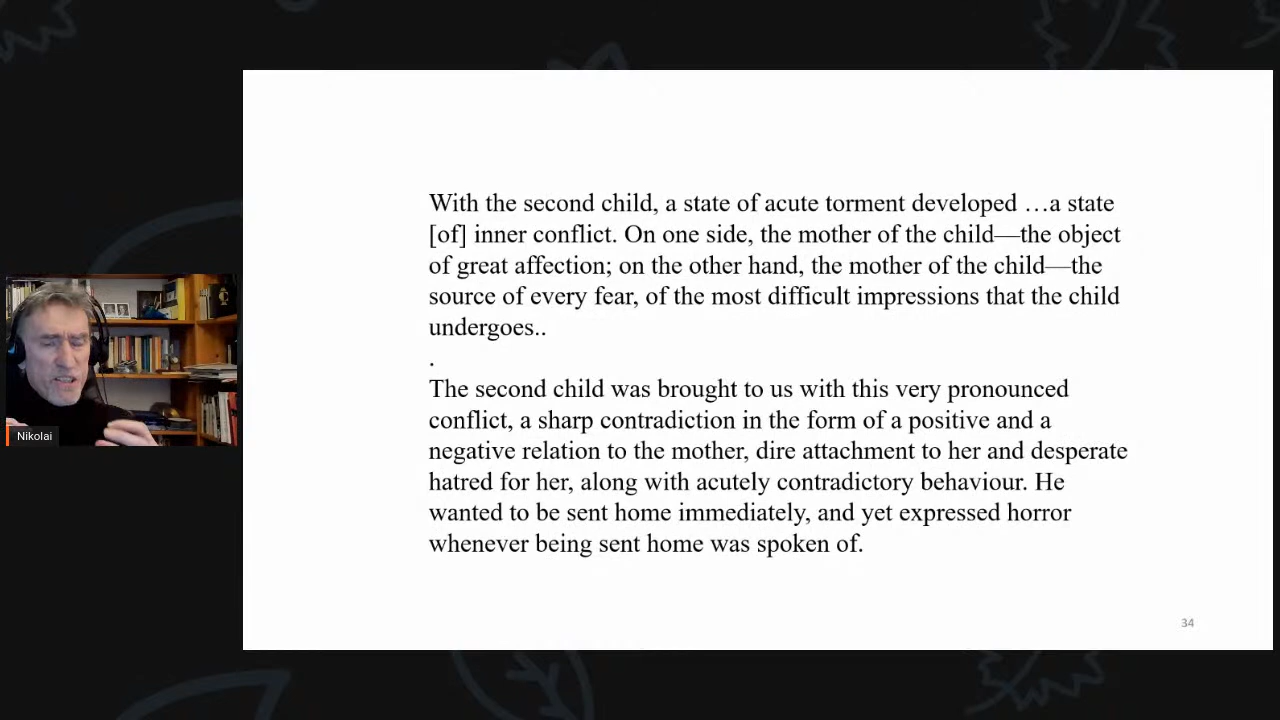 With the second child, a state of acute torment developed …a state
[of] inner conflict. On one side, the mother of the child—the object
of great affection; on the other hand, the mother of the child—the
source of every fear, of the most difficult impressions that the child
undergoes..
.
The second child was brought to us with this very pronounced
conflict, a sharp contradiction in the form of a positive and a
negative relation to the mother, dire attachment to her and desperate
hatred for her, along with acutely contradictory behaviour. He
wanted to be sent home immediately, and yet expressed horror
whenever being sent home was spoken of.
34
Nikolai